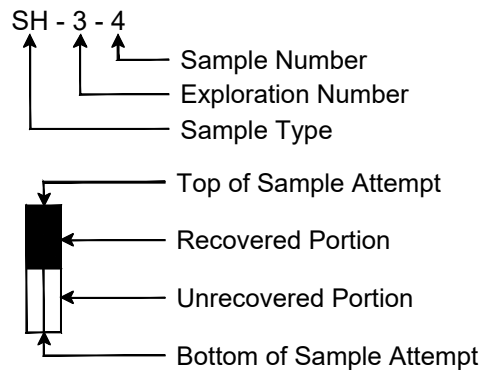 SH - 3 - 4
Sample Number
Exploration Number
Sample Type
Top of Sample Attempt
Recovered Portion
Unrecovered Portion
Bottom of Sample Attempt